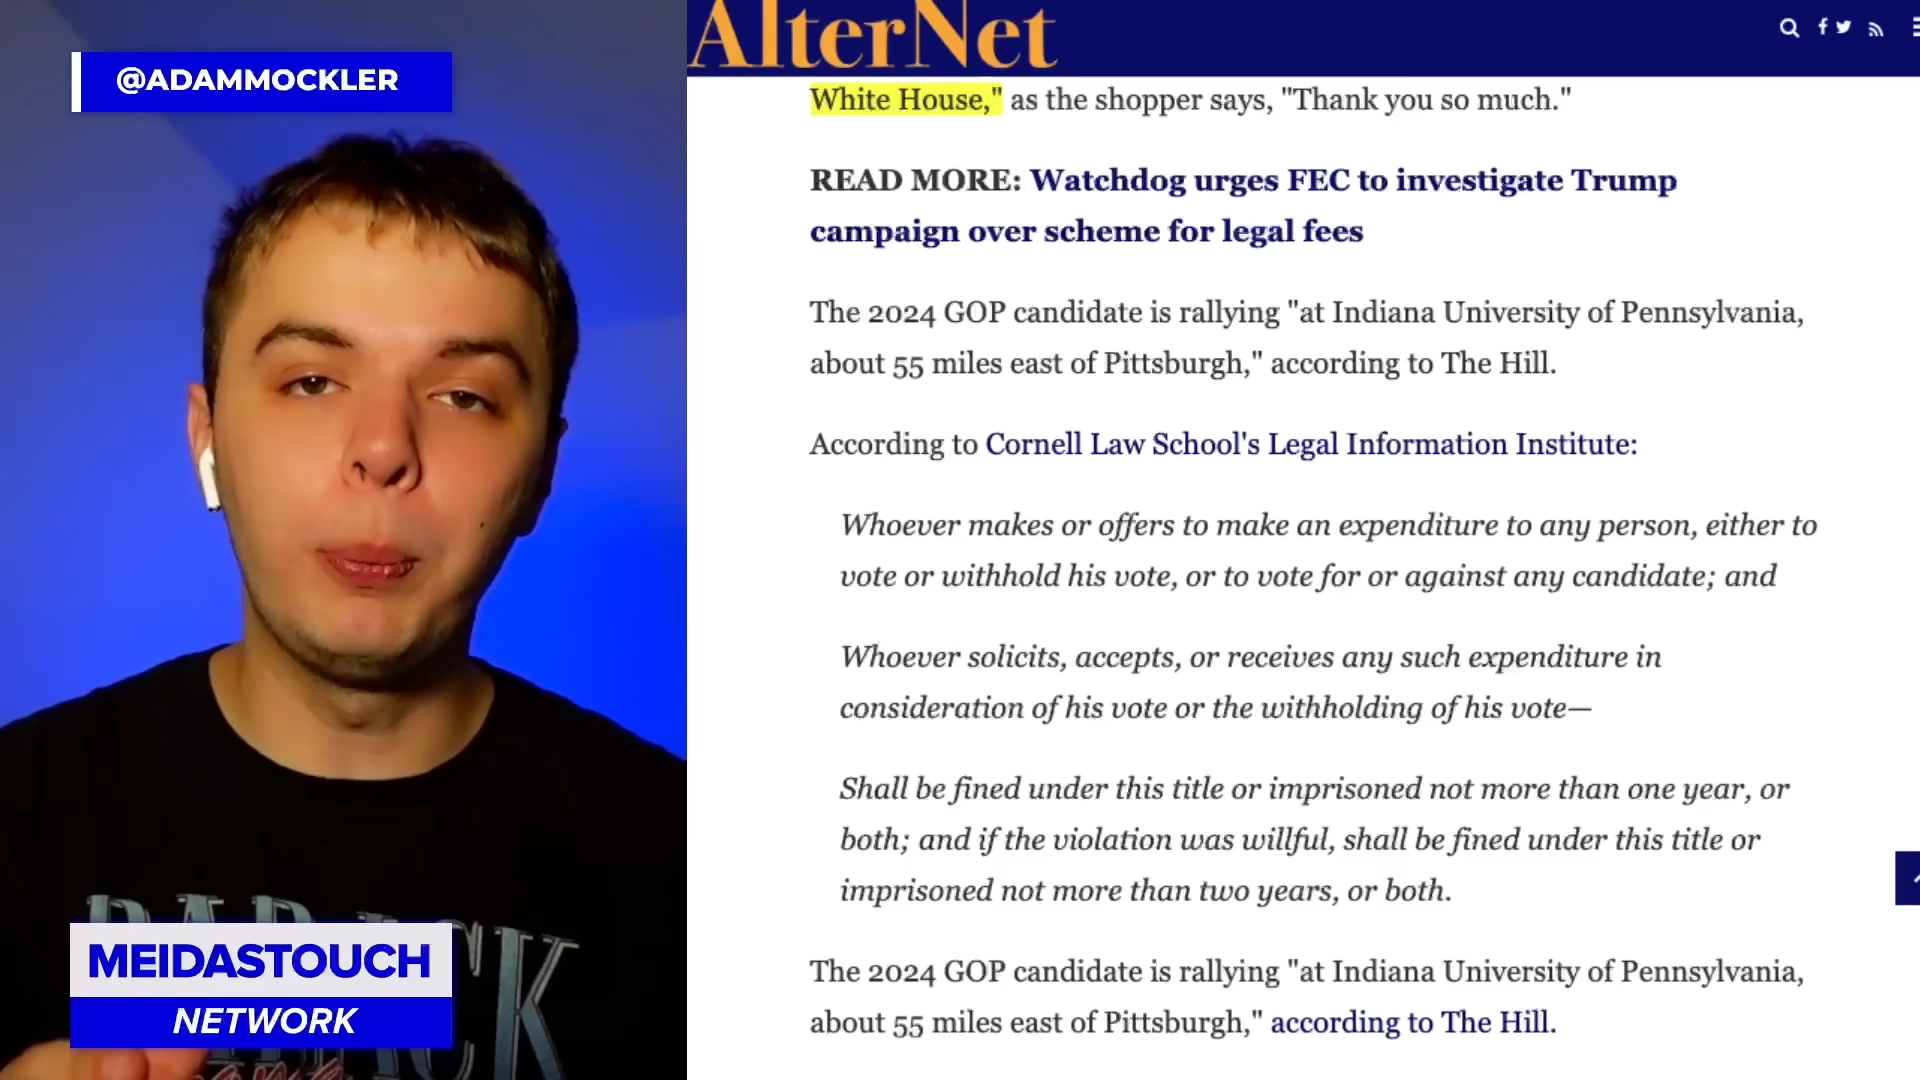 @ADAMMOCKLER
MEIDASTOUCH
NETWORK
AlterNet
White House," as the shopper says, "Thank you so much."
READ MORE: Watchdog urges FEC to investigate Trump
campaign over scheme for legal fees
The 2024 GOP candidate is rallying "at Indiana University of Pennsylvania,
about 55 miles east of Pittsburgh," according to The Hill.
According to Cornell Law School's Legal Information Institute:
Whoever makes or offers to make an expenditure to any person, either to
vote or withhold his vote, or to vote for or against any candidate; and
Whoever solicits, accepts, or receives any such expenditure in
consideration of his vote or the withholding of his vote—
Shall be fined under this title or imprisoned not more than one year, or
both; and if the violation was willful, shall be fined under this title or
imprisoned not more than two years, or both.
The 2024 GOP candidate is rallying "at Indiana University of Pennsylvania,
about 55 miles east of Pittsburgh," according to The Hill.